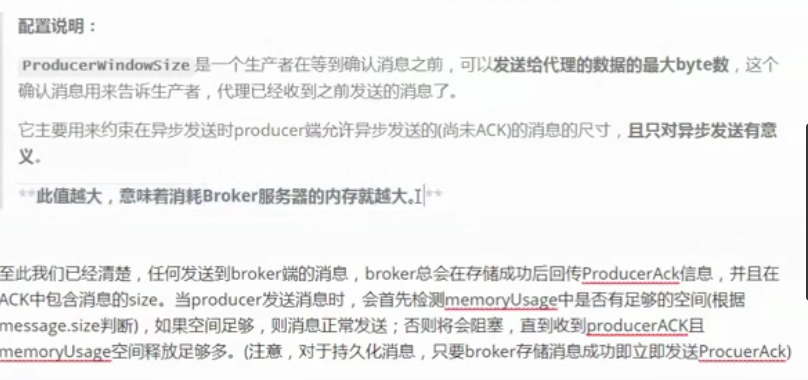 配置说明：
ProducerWindowSize是一个生产者在等到确认消息之前，可以发送给代理的数据的最大byte数，这个
确认消息用来告诉生产者，代理已经收到之前发送的消息了。
它主要用来约束在异步发送时producer端允许异步发送的(尚未ACK)的消息的尺寸，且只对异步发送有意
义。
**此值越大，意味着消耗Broker服务器的内存就越大。**
至此我们已经清楚，任何发送到broker端的消息，broker总会在存储成功后回传ProducerAck信息，并且在
ACK中包含消息的size。当producer发送消息时，会首先检测memoryUsage中是否有足够的空间(根据
message.size判断)，如果空间足够，则消息正常发送；否则将会阻塞，直到收到producerACK且
memoryUsage空间释放足够多。(注意，对于持久化消息，只要broker存储消息成功即立即发送ProcuerAck)